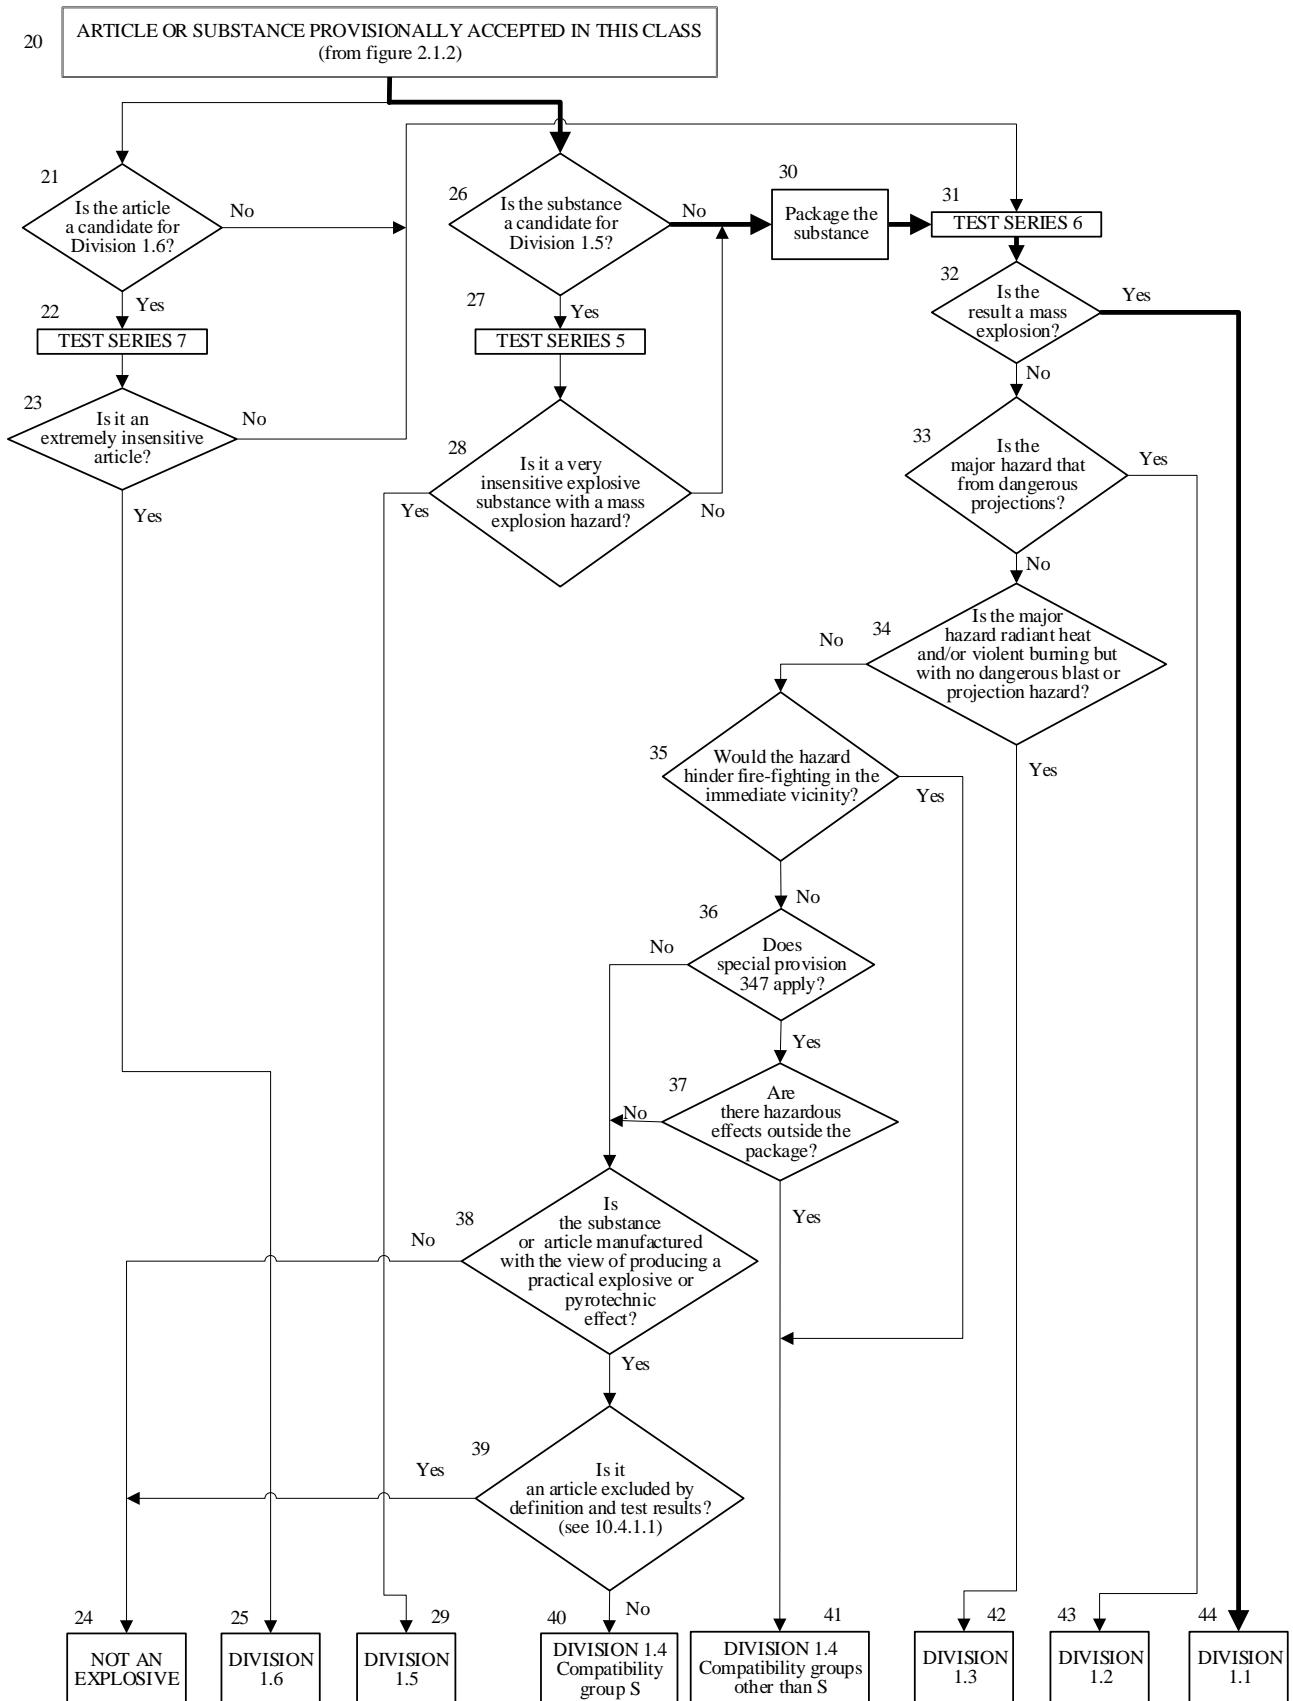 20
ARTICLE OR SUBSTANCE PROVISIONALLY ACCEPTED IN THIS CLASS
(from figure 2.1.2)
21
Is the article
a candidate for
Division 1.6?
No
Yes
22
TEST SERIES 7
23
Is it an
extremely insensitive
article?
No
Yes
26
Is the substance
a candidate for
Division 1.5?
No
Yes
27
TEST SERIES 5
28
Is it a very
insensitive explosive
substance with a mass
explosion hazard?
Yes
No
30
Package the
substance
31
TEST SERIES 6
32
Is the
result a mass
explosion?
Yes
No
33
Is the
major hazard that
from dangerous
projections?
Yes
No
34
Is the major
hazard radiant heat
and/or violent burning but
with no dangerous blast or
projection hazard?
No
Yes
35
Would the hazard
hinder fire-fighting in the
immediate vicinity?
Yes
No
36
Does
special provision
347 apply?
No
Yes
37
Are
there hazardous
effects outside the
package?
No
Yes
38
Is
the substance
or article manufactured
with the view of producing a
practical explosive or
pyrotechnic
effect?
No
Yes
39
Is it
an article excluded by
definition and test results?
(see 10.4.1.1)
Yes
No
24
NOT AN
EXPLOSIVE
25
DIVISION
1.6
29
DIVISION
1.5
40
DIVISION 1.4
Compatibility
group S
41
DIVISION 1.4
Compatibility groups
other than S
42
DIVISION
1.3
43
DIVISION
1.2
44
DIVISION
1.1